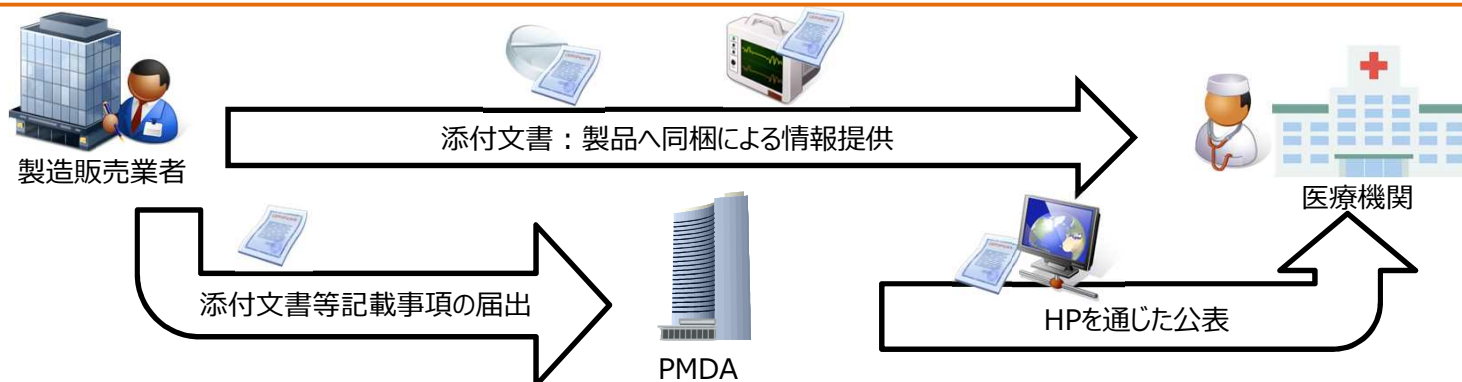 添付文書：製品へ同梱による情報提供
製造販売業者
医療機関
添付文書等記載事項の届出
HPを通じた公表
PMDA